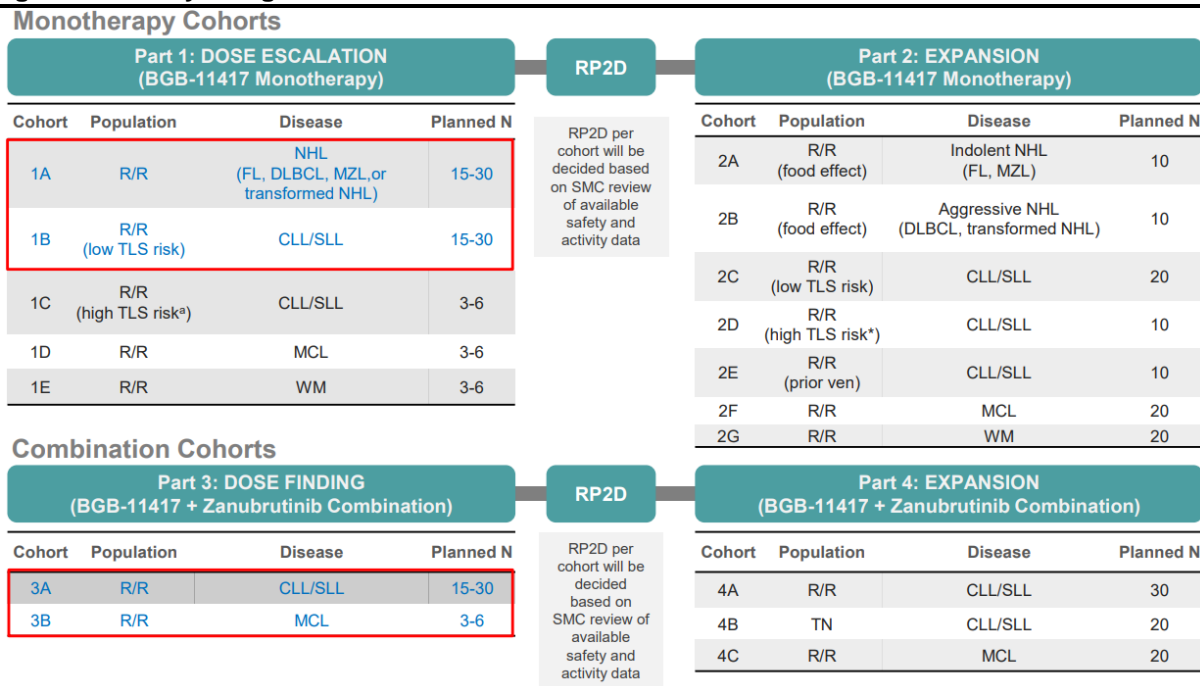 Monotherapy Cohorts
Part 1: DOSE ESCALATION
(BGB-11417 Monotherapy)
Cohort Population Disease Planned N
1A R/R NHL (FL, DLBCL, MZL,or transformed NHL) 15-30
1B R/R (low TLS risk) CLL/SLL 15-30
1C R/R (high TLS riskᵃ) CLL/SLL 3-6
1D R/R MCL 3-6
1E R/R WM 3-6
RP2D
RP2D per
cohort will be
decided based
on SMC review
of available
safety and
activity data
Part 2: EXPANSION
(BGB-11417 Monotherapy)
Cohort Population Disease Planned N
2A R/R (food effect) Indolent NHL (FL, MZL) 10
2B R/R (food effect) Aggressive NHL (DLBCL, transformed NHL) 10
2C R/R (low TLS risk) CLL/SLL 20
2D R/R (high TLS risk*) CLL/SLL 10
2E R/R (prior ven) CLL/SLL 10
2F R/R MCL 20
2G R/R WM 20
Combination Cohorts
Part 3: DOSE FINDING
(BGB-11417 + Zanubrutinib Combination)
Cohort Population Disease Planned N
3A R/R CLL/SLL 15-30
3B R/R MCL 3-6
RP2D
RP2D per
cohort will be
decided
based on
SMC review of
available
safety and
activity data
Part 4: EXPANSION
(BGB-11417 + Zanubrutinib Combination)
Cohort Population Disease Planned N
4A R/R CLL/SLL 30
4B TN CLL/SLL 20
4C R/R MCL 20